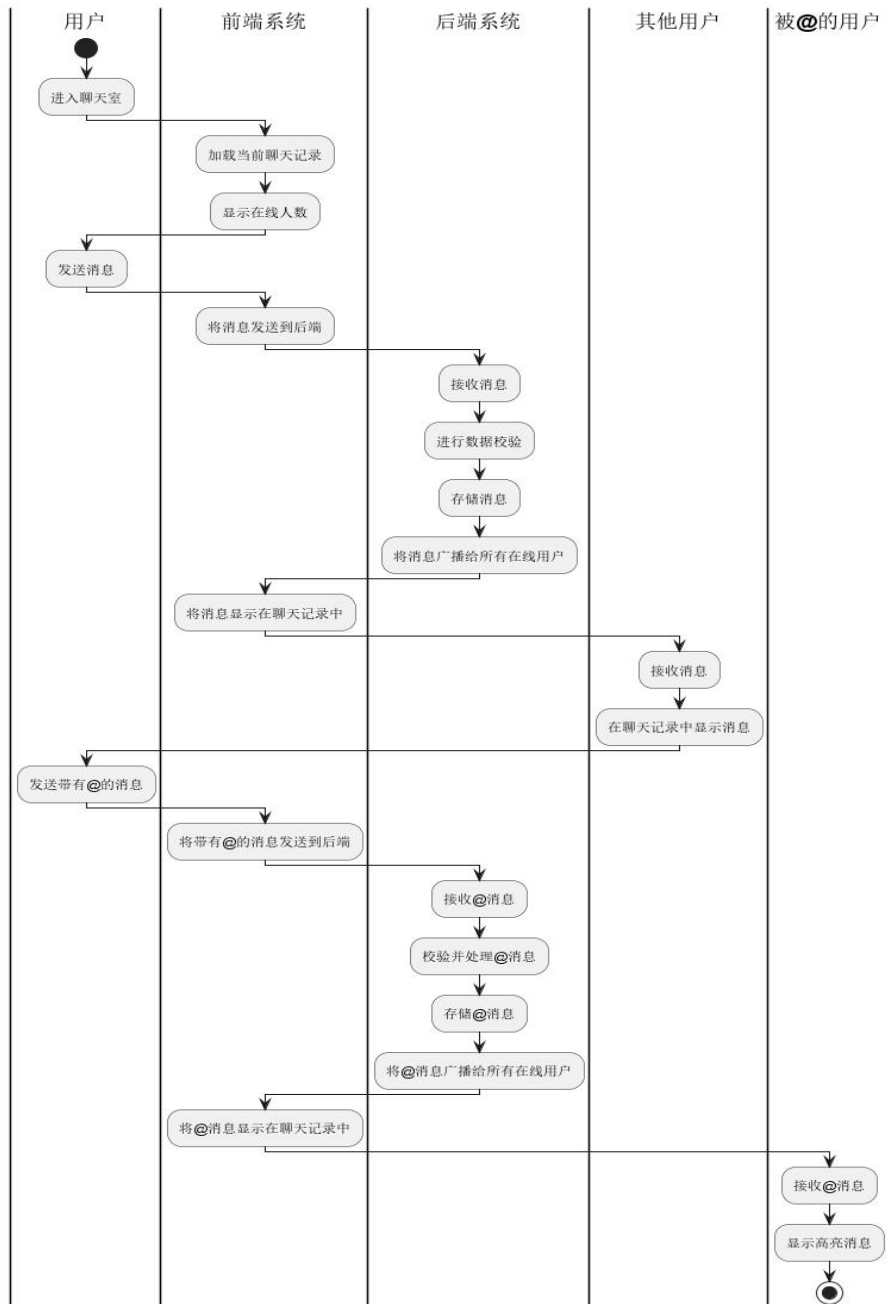 用户
前端系统
后端系统
其他用户
被@的用户
进入聊天室
加载当前聊天记录
显示在线人数
发送消息
将消息发送到后端
接收消息
进行数据校验
存储消息
将消息广播给所有在线用户
将消息显示在聊天记录中
接收消息
在聊天记录中显示消息
发送带有@的消息
将带有@的消息发送到后端
接收@消息
校验并处理@消息
存储@消息
将@消息广播给所有在线用户
将@消息显示在聊天记录中
接收@消息
显示高亮消息